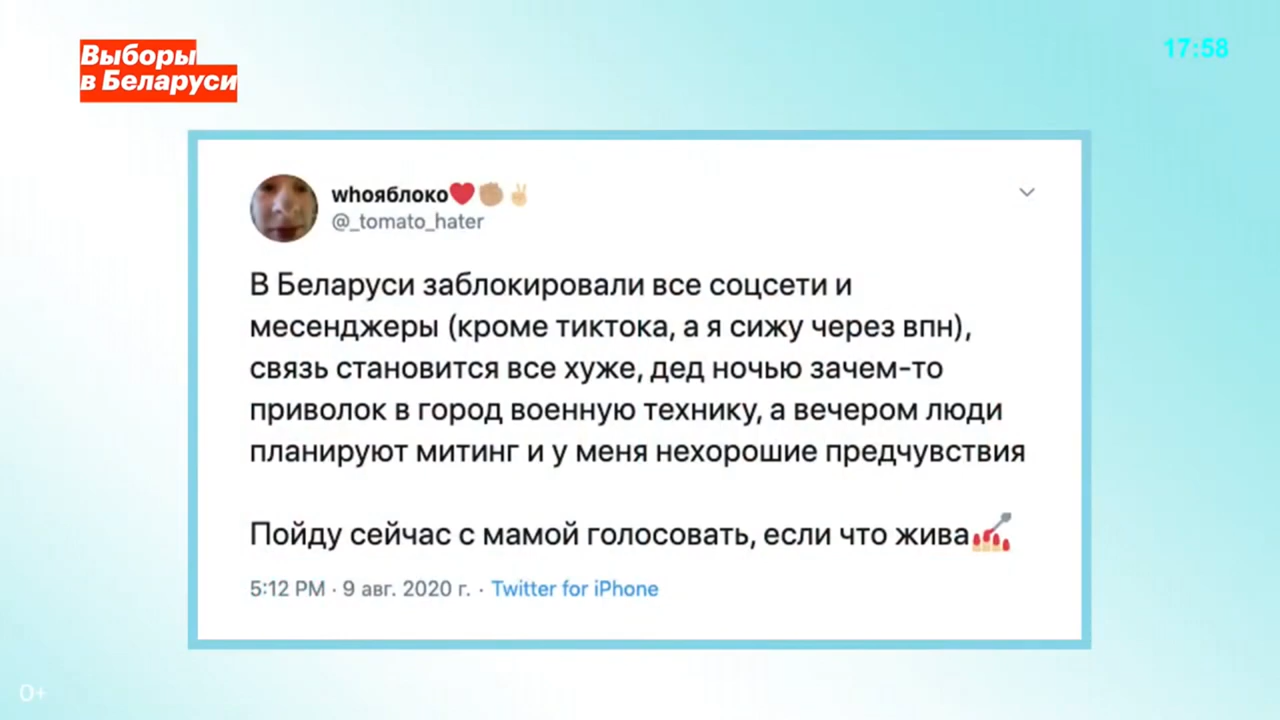 Выборы
в Беларуси
17:58
whoяблоко❤️✊🏽✌🏼
@_tomato_hater
В Беларуси заблокировали все соцсети и
месенджеры (кроме тиктока, а я сижу через впн),
связь становится все хуже, дед ночью зачем-то
приволок в город военную технику, а вечером люди
планируют митинг и у меня нехорошие предчувствия
Пойду сейчас с мамой голосовать, если что жива💅🏼
5:12 PM · 9 авг. 2020 г. · Twitter for iPhone
0+